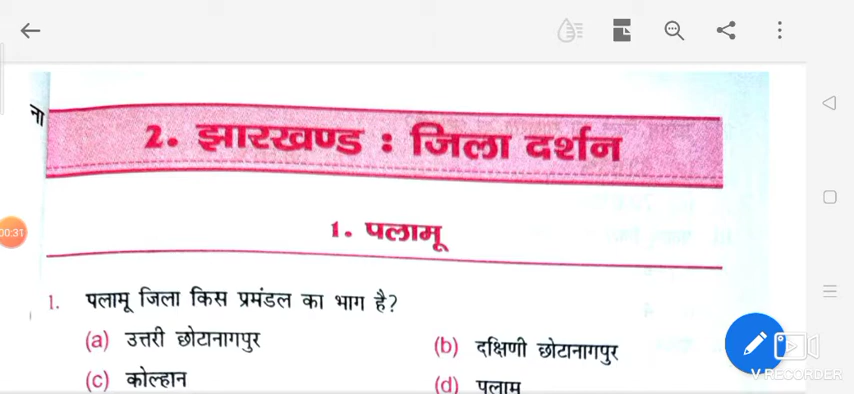 ना
2. झारखण्ड : जिला दर्शन
1. पलामू
00:31
1. पलामू जिला किस प्रमंडल का भाग है?
(a) उत्तरी छोटानागपुर (b) दक्षिणी छोटानागपुर
(c) कोल्हान (d) पलामू
V RECORDER